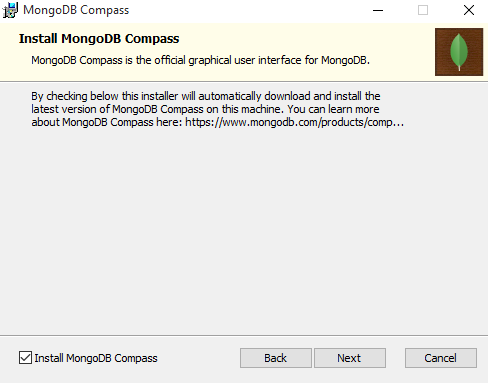 MongoDB Compass
Install MongoDB Compass
MongoDB Compass is the official graphical user interface for MongoDB.
By checking below this installer will automatically download and install the
latest version of MongoDB Compass on this machine. You can learn more
about MongoDB Compass here: https://www.mongodb.com/products/comp...
Install MongoDB Compass
Back
Next
Cancel